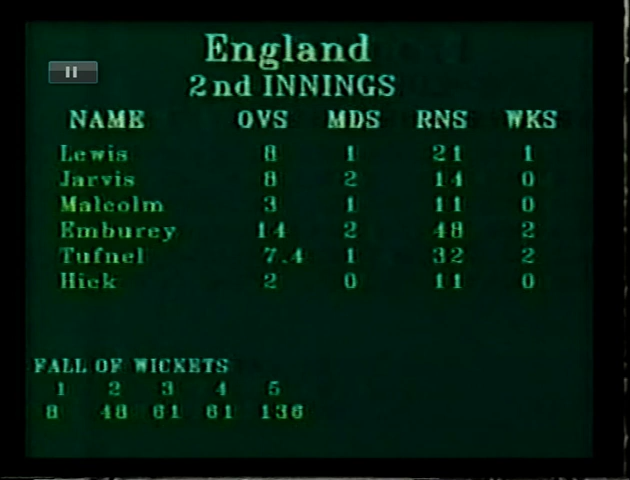 England
2nd INNINGS
NAME OVS MDS RNS WKS
Lewis 8 1 21 1
Jarvis 8 2 14 0
Malcolm 3 1 11 0
Emburey 14 2 48 2
Tufnel 7.4 1 32 2
Hick 2 0 11 0
FALL OF WICKETS
1 2 3 4 5
8 48 61 61 136